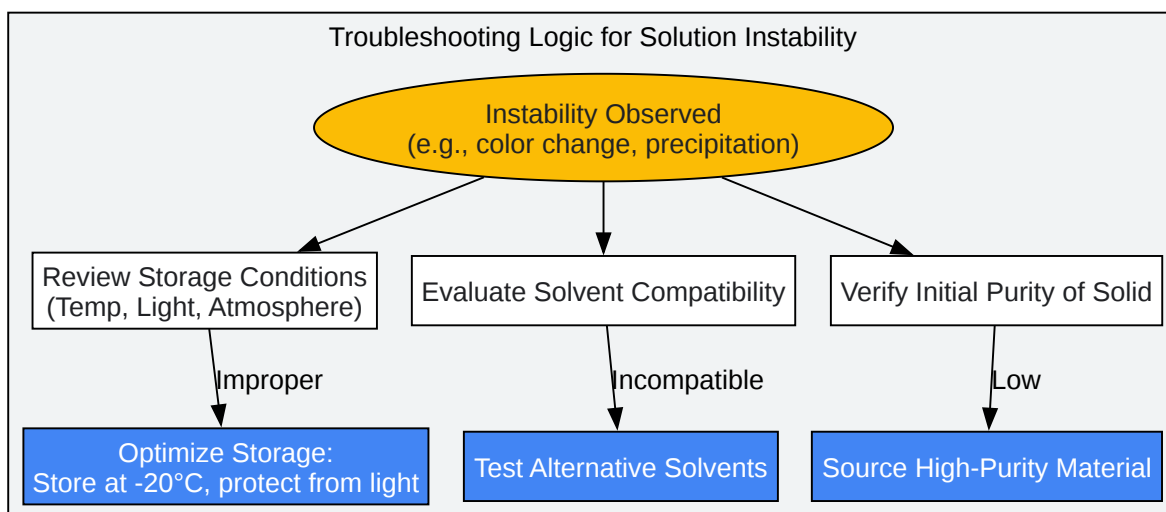 Troubleshooting Logic for Solution Instability
Instability Observed
(e.g., color change, precipitation)
Review Storage Conditions
(Temp, Light, Atmosphere)
Evaluate Solvent Compatibility
Verify Initial Purity of Solid
Improper
Incompatible
Low
Optimize Storage:
Store at -20°C, protect from light
Test Alternative Solvents
Source High-Purity Material